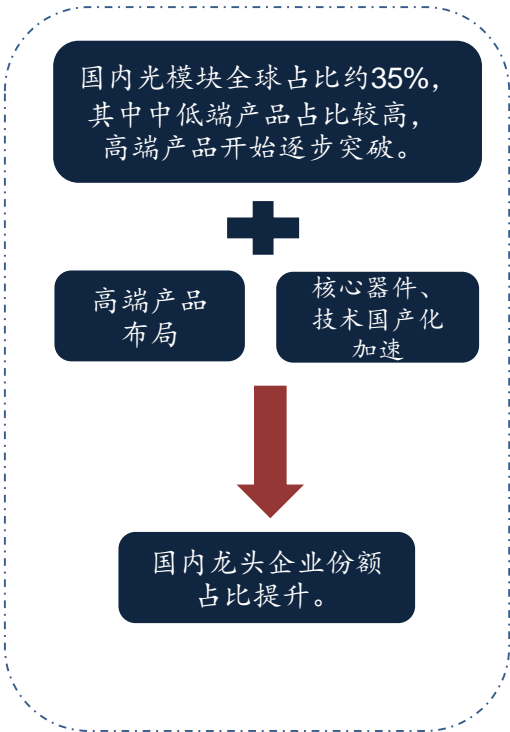 国内光模块全球占比约35%，
其中中低端产品占比较高，
高端产品开始逐步突破。
高端产品
布局
核心器件、
技术国产化
加速
国内龙头企业份额
占比提升。